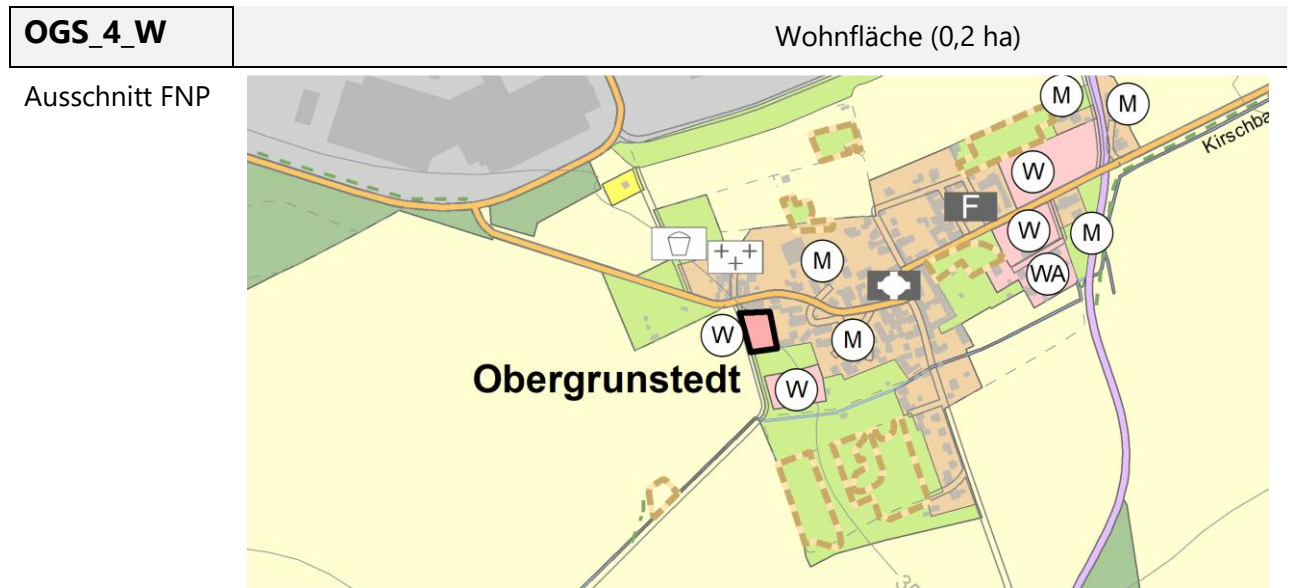 OGS_4_W
Wohnfläche (0,2 ha)
Ausschnitt FNP
M
M
Kirschba
W
F
W
M
M
WA
W
M
Obergrunstedt
W